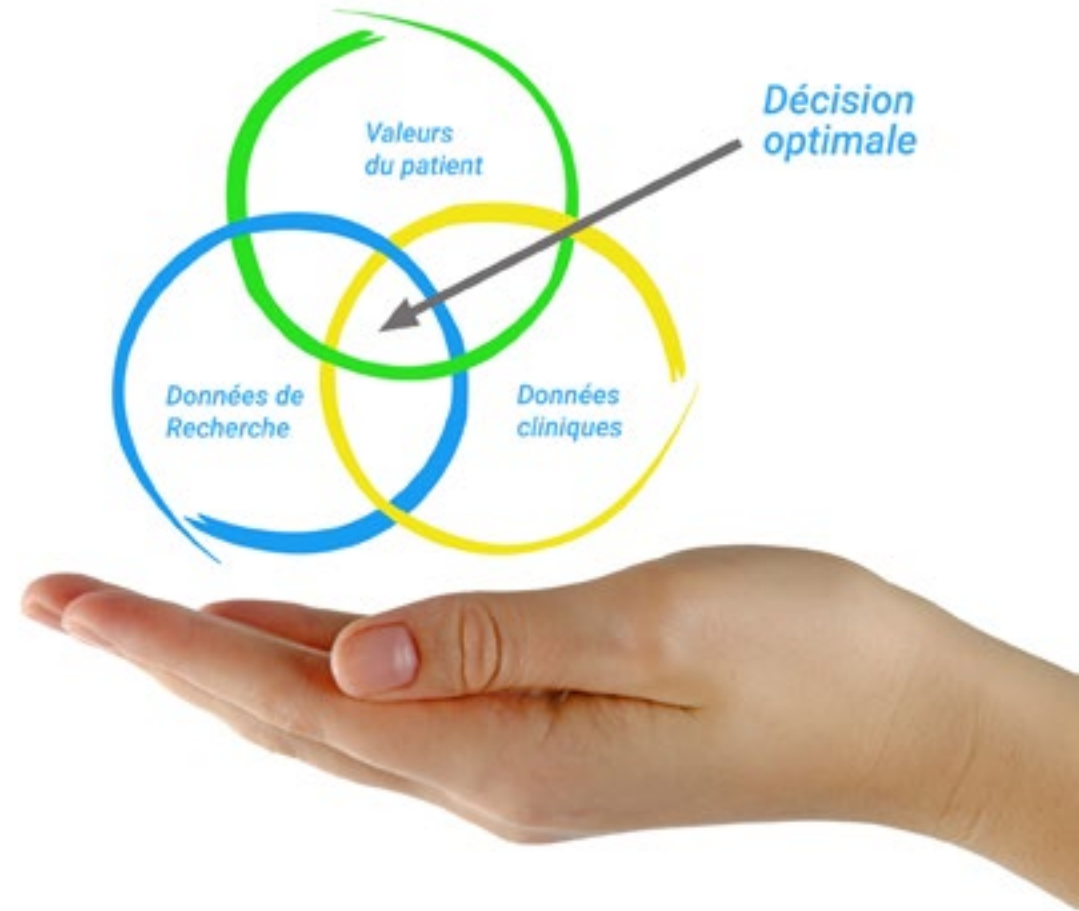 Décision
optimale
Valeurs
du patient
Données de
Recherche
Données
cliniques